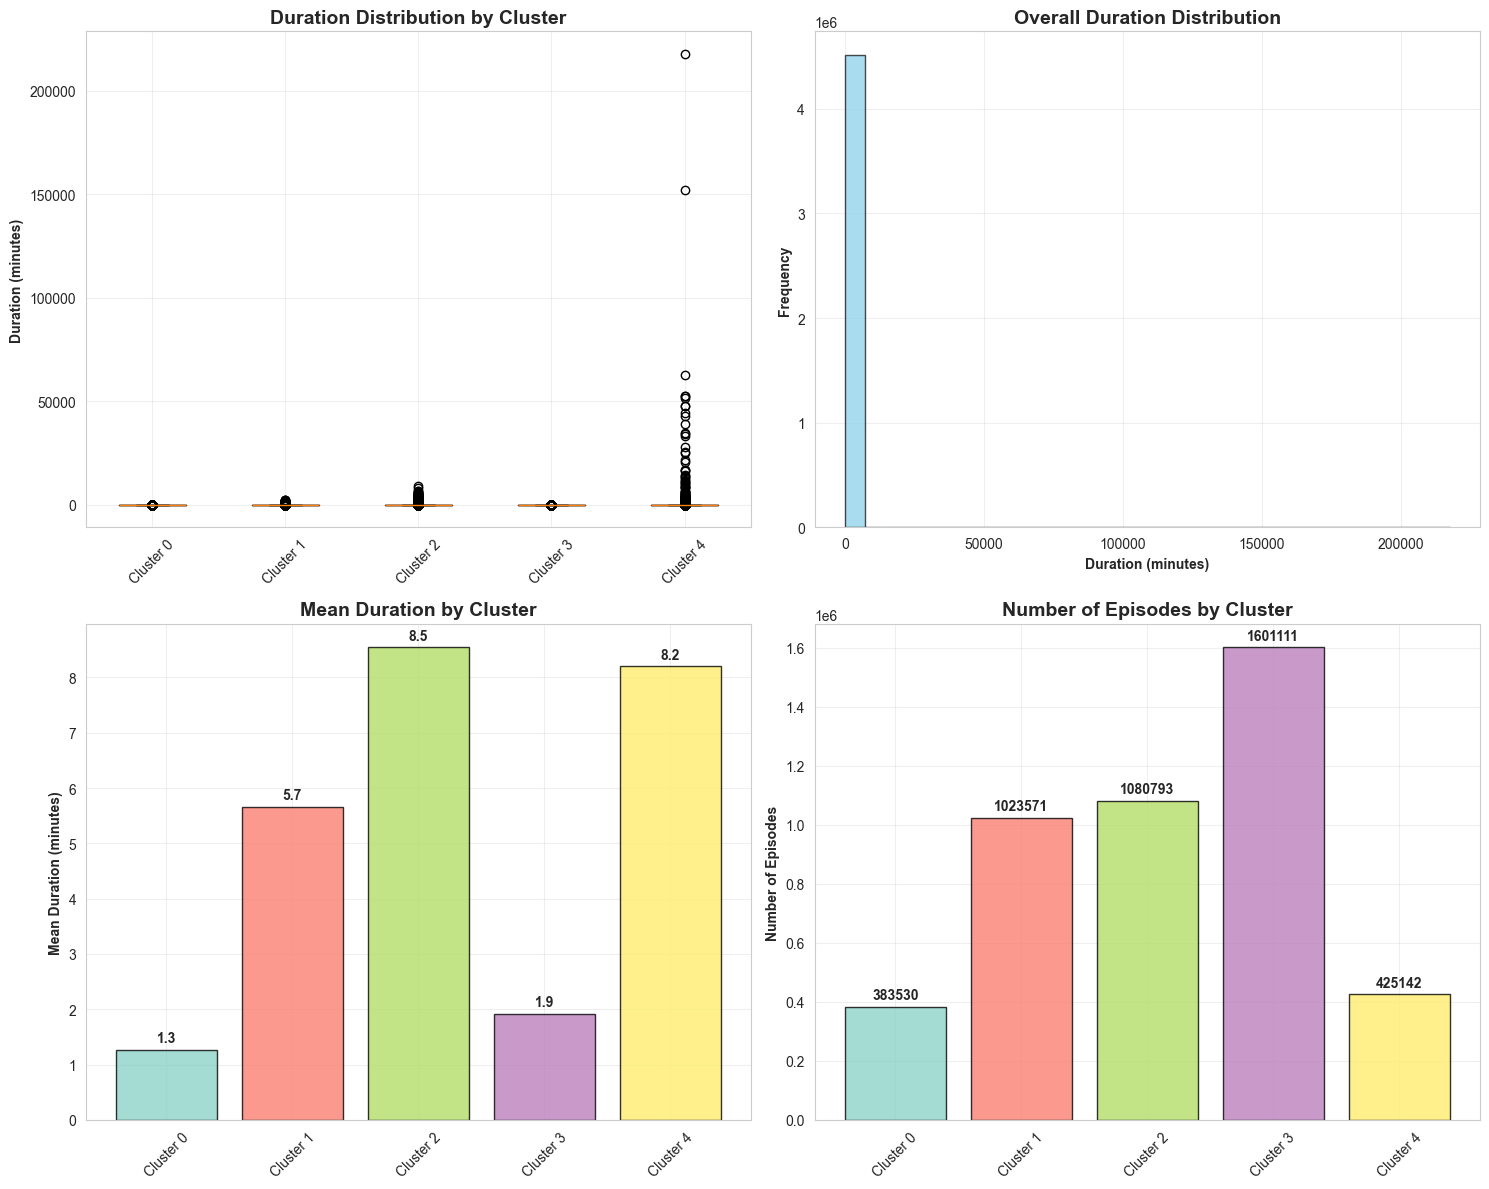 Duration Distribution by Cluster
Duration (minutes)
200000
150000
100000
50000
0
Cluster 0
Cluster 1
Cluster 2
Cluster 3
Cluster 4
Overall Duration Distribution
1e6
Frequency
4
3
2
1
0
0
50000
100000
150000
200000
Duration (minutes)
Mean Duration by Cluster
Mean Duration (minutes)
8
7
6
5
4
3
2
1
0
1.3
5.7
8.5
1.9
8.2
Cluster 0
Cluster 1
Cluster 2
Cluster 3
Cluster 4
Number of Episodes by Cluster
1e6
Number of Episodes
1.6
1.4
1.2
1.0
0.8
0.6
0.4
0.2
0.0
383530
1023571
1080793
1601111
425142
Cluster 0
Cluster 1
Cluster 2
Cluster 3
Cluster 4